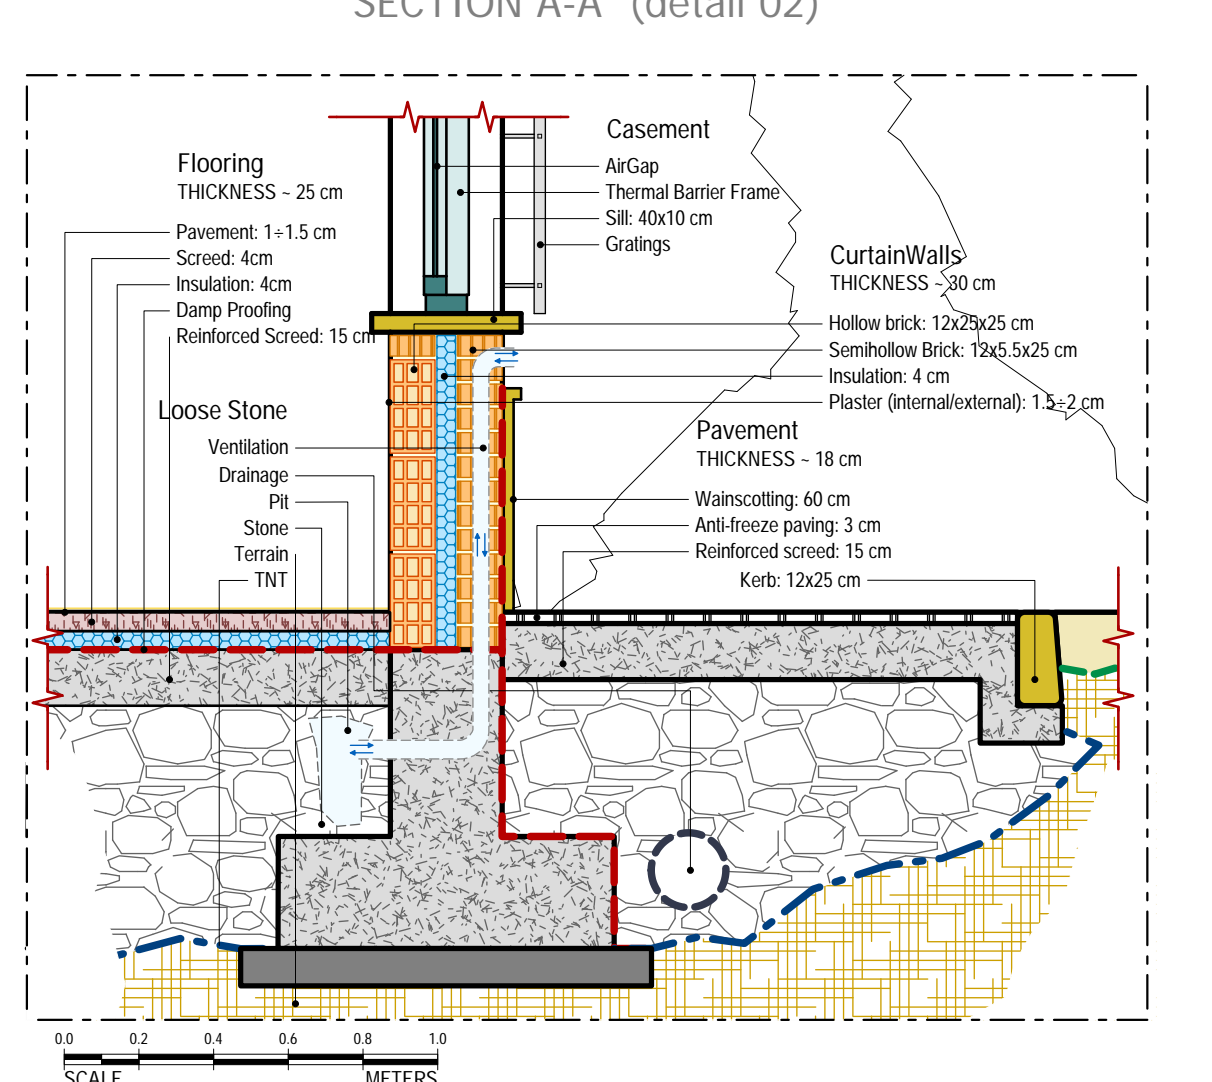 SECTION A-A' (detail 02)
Flooring
THICKNESS ~ 25 cm
Pavement: 1÷1.5 cm
Screed: 4cm
Insulation: 4cm
Damp Proofing
Reinforced Screed: 15 cm
Loose Stone
Ventilation
Drainage
Pit
Stone
Terrain
TNT
Casement
AirGap
Thermal Barrier Frame
Sill: 40x10 cm
Gratings
CurtainWalls
THICKNESS ~ 30 cm
Hollow brick: 12x25x25 cm
Semihollow Brick: 12x5.5x25 cm
Insulation: 4 cm
Plaster (internal/external): 1.5÷2 cm
Pavement
THICKNESS ~ 18 cm
Wainscotting: 60 cm
Anti-freeze paving: 3 cm
Reinforced screed: 15 cm
Kerb: 12x25 cm
0.0 0.2 0.4 0.6 0.8 1.0
SCALE METERS